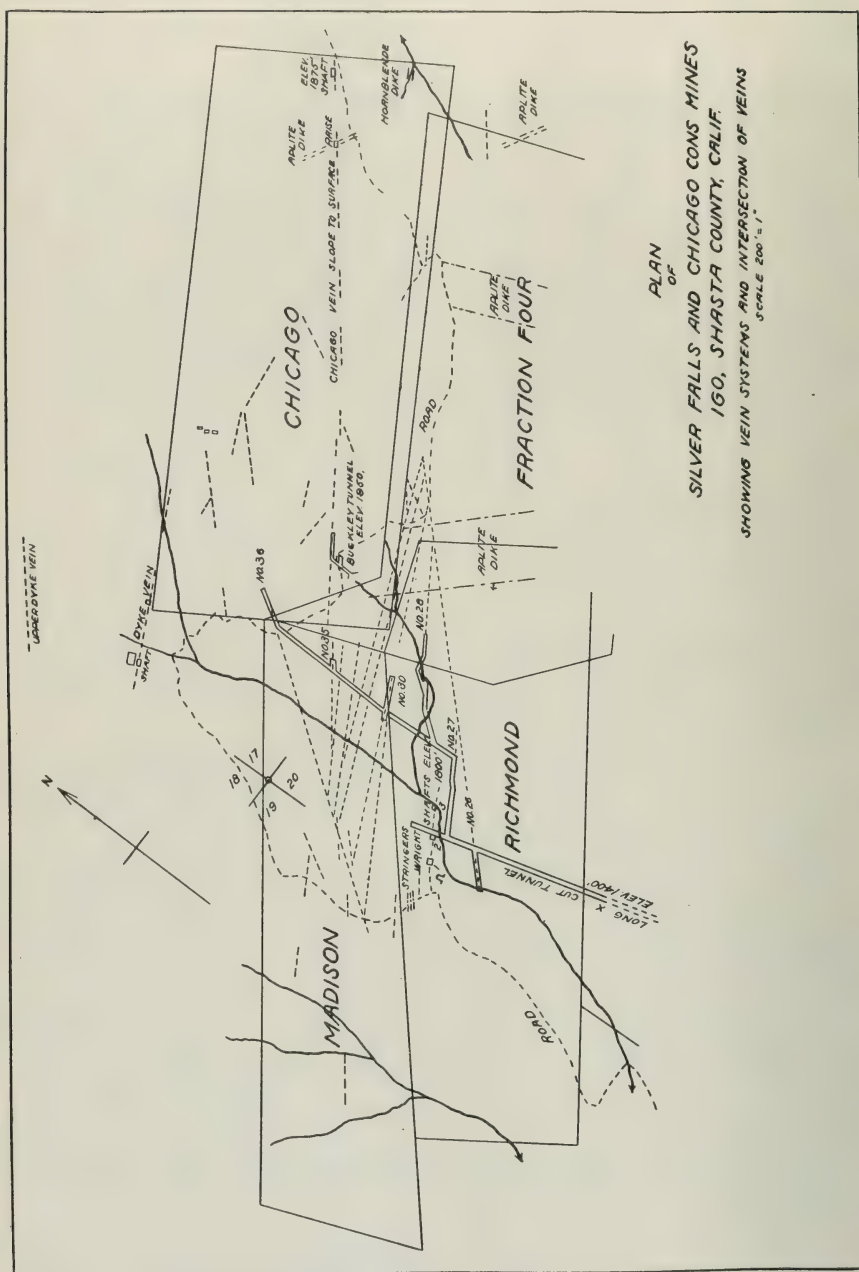 PLAN
OF
SILVER FALLS AND CHICAGO CONS MINES
IGO, SHASTA COUNTY, CALIF.
SHOWING VEIN SYSTEMS AND INTERSECTION OF VEINS
SCALE 200'=1"
UPPER DYKE VEIN
DYKE VEIN
SHAFT
N
18
17
19
20
NO.36
CHICAGO
ELEV.
1875'
SHAFT
APLITE
DIKE
RAISE
CHICAGO VEIN SLOPE TO SURFACE
HORNBLENDE
DIKE
APLITE
DIKE
BUCKLEY TUNNEL
ELEV 1860.
NO.35
NO.30
NO.28
ROAD
APLITE
DIKE
FRACTION FOUR
APLITE
DIKE
MADISON
STRINGERS
WRIGHT
SHAFTS ELEV.
1800'
1
2
3
NO.27
NO.26
RICHMOND
CUT TUNNEL
X
LONG
ELEV 1400'
ROAD